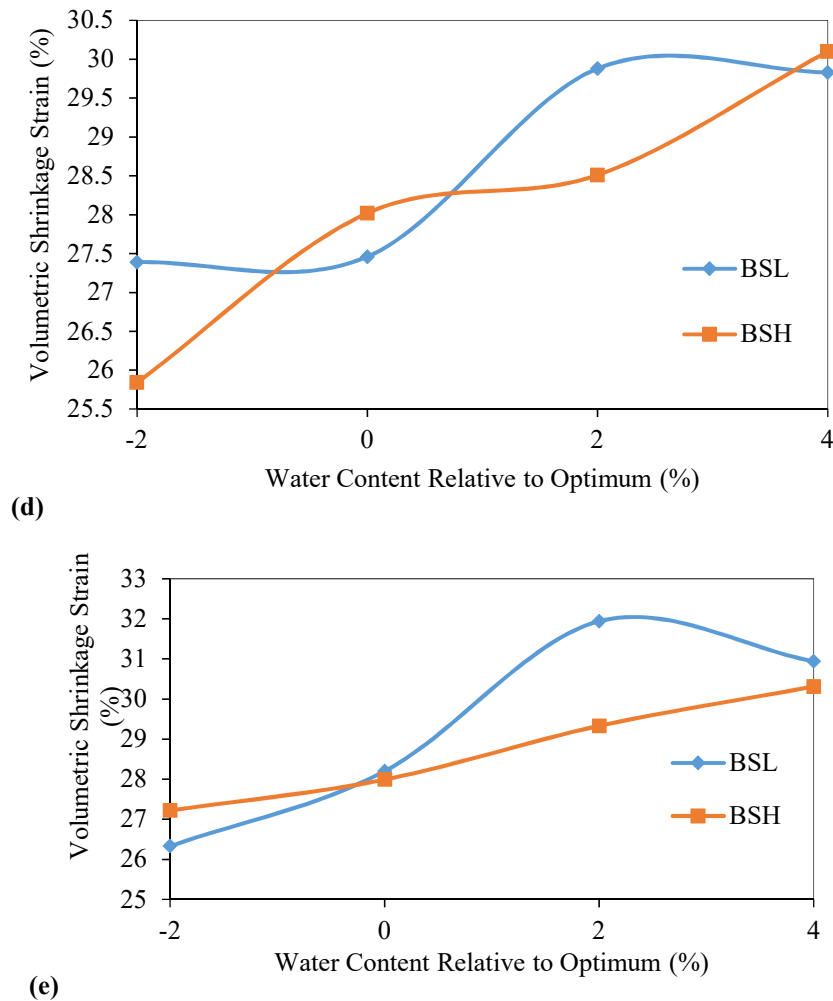 Volumetric Shrinkage Strain (%)
30.5
30
29.5
29
28.5
28
27.5
27
26.5
26
25.5
BSL
BSH
-2
0
2
4
Water Content Relative to Optimum (%)
(d)
Volumetric Shrinkage Strain
(%)
33
32
31
30
29
28
27
26
25
BSL
BSH
-2
0
2
4
Water Content Relative to Optimum (%)
(e)